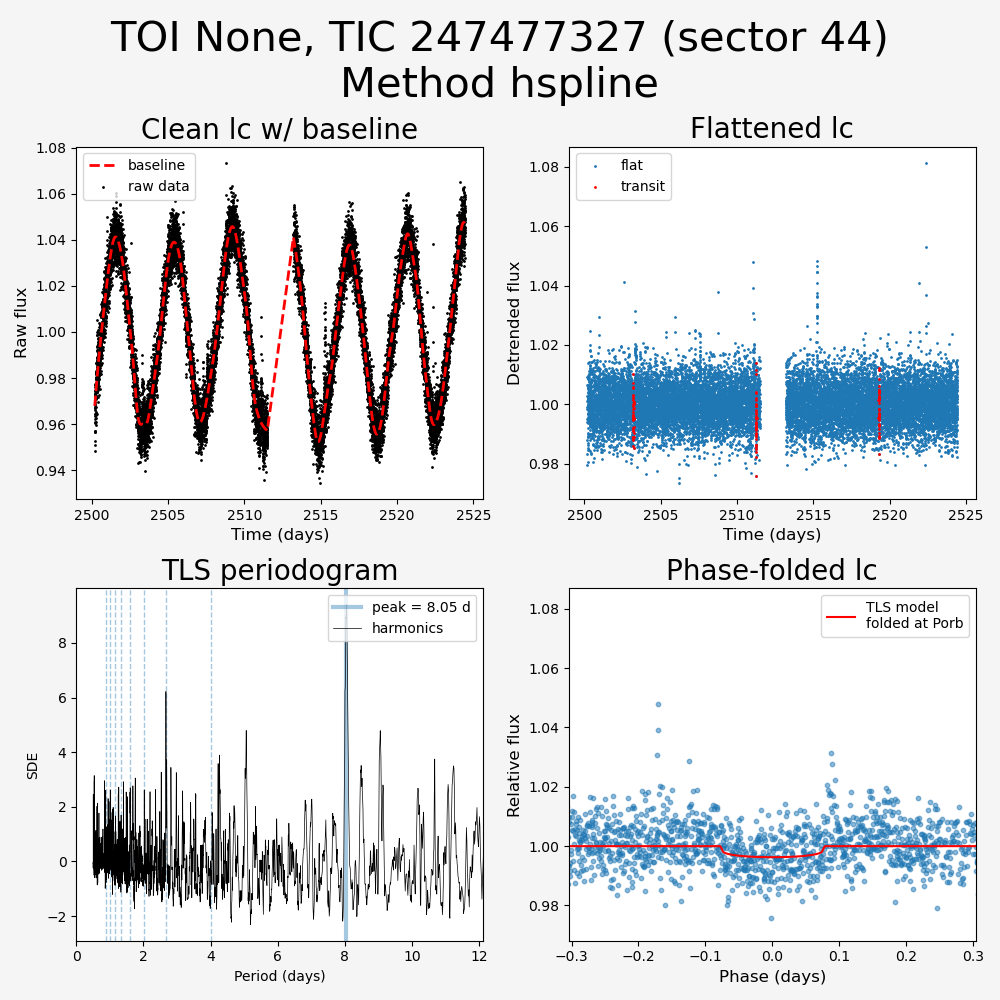 TOI None, TIC 247477327 (sector 44)
Method hspline
Clean lc w/ baseline
baseline
raw data
1.08
1.06
1.04
1.02
1.00
0.98
0.96
0.94
Raw flux
2500
2505
2510
2515
2520
2525
Time (days)
Flattened lc
flat
transit
1.08
1.06
1.04
1.02
1.00
0.98
Detrended flux
2500
2505
2510
2515
2520
2525
Time (days)
TLS periodogram
peak = 8.05 d
harmonics
8
6
4
2
0
−2
SDE
0
2
4
6
8
10
12
Period (days)
Phase-folded lc
TLS model
folded at Porb
1.08
1.06
1.04
1.02
1.00
0.98
Relative flux
−0.3
−0.2
−0.1
0.0
0.1
0.2
0.3
Phase (days)